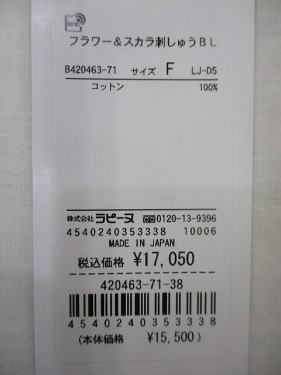 フラワー＆スカラ刺しゅうＢＬ
B420463-71 サイズ F LJ-D5
コットン 100%
株式会社 ラピーヌ 0120-13-9396
4540240353338 10006
MADE IN JAPAN
税込価格 ¥17,050
420463-71-38
4540240353338
(本体価格 ¥15,500)